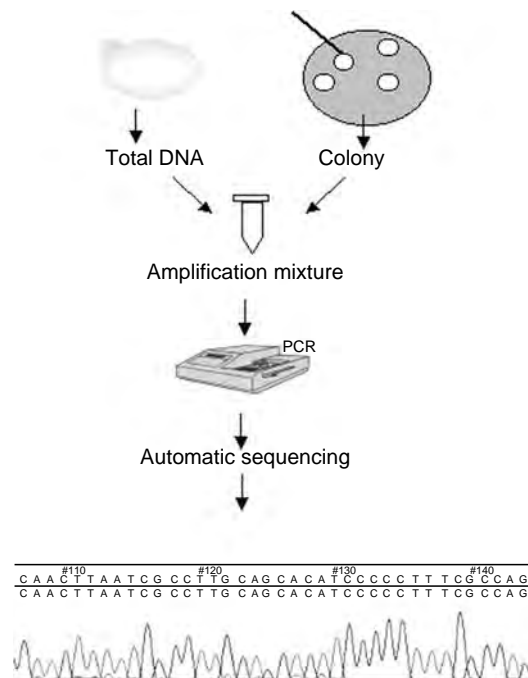 Total DNA Colony
Amplification mixture
PCR
Automatic sequencing
#110 #120 #130 #140
C A A C T T A A T C G C C T T G C A G C A C A T C C C C C T T T C G C C A G
C A A C T T A A T C G C C T T G C A G C A C A T C C C C C T T T C G C C A G